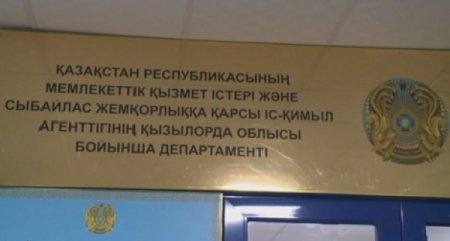 ҚАЗАҚСТАН РЕСПУБЛИКАСЫНЫҢ
МЕМЛЕКЕТТІК ҚЫЗМЕТ ІСТЕРІ ЖӘНЕ
СЫБАЙЛАС ЖЕМҚОРЛЫҚҚА ҚАРСЫ ІС-ҚИМЫЛ
АГЕНТТІГІНІҢ ҚЫЗЫЛОРДА ОБЛЫСЫ
БОЙЫНША ДЕПАРТАМЕНТІ